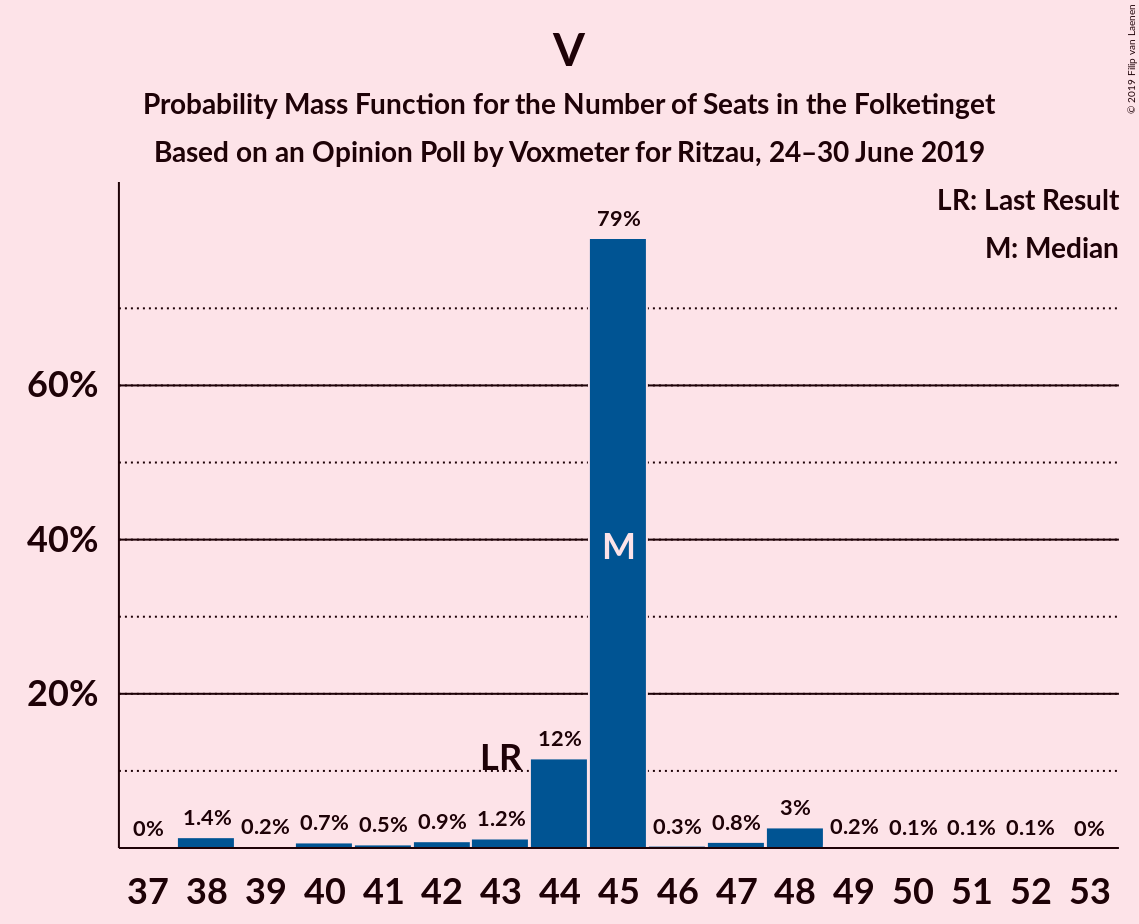 V
Probability Mass Function for the Number of Seats in the Folketinget
Based on an Opinion Poll by Voxmeter for Ritzau, 24–30 June 2019
© 2019 Filip van Laenen
LR: Last Result
M: Median
60%
40%
20%
0%
1.4%
0.2%
0.7%
0.5%
0.9%
1.2%
LR
12%
79%
M
0.3%
0.8%
3%
0.2%
0.1%
0.1%
0.1%
0%
37 38 39 40 41 42 43 44 45 46 47 48 49 50 51 52 53